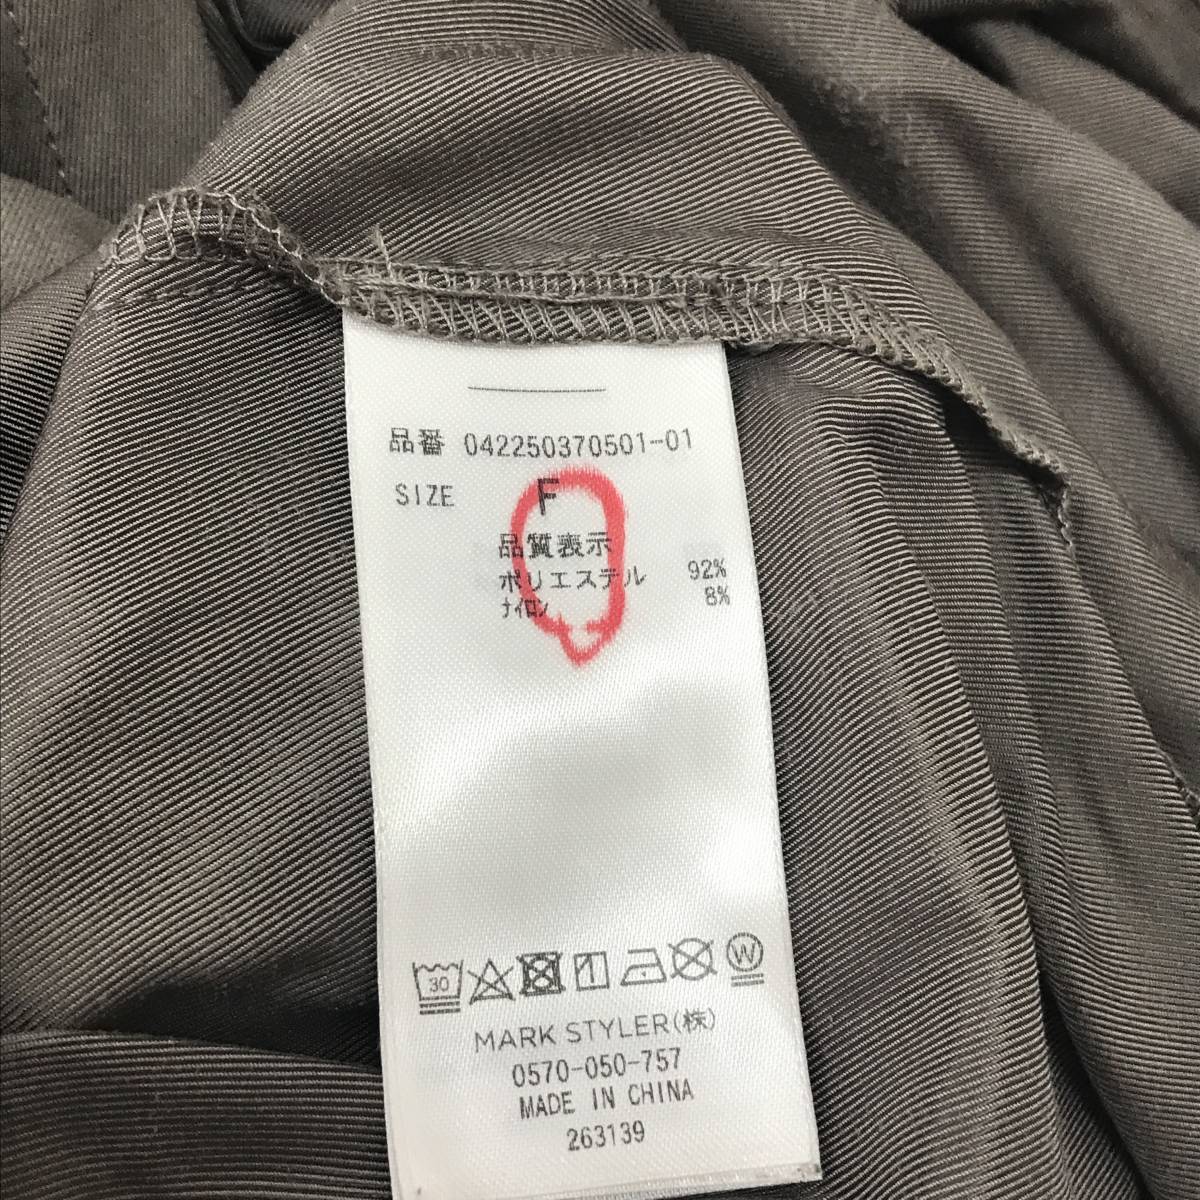 品番 042250370501-01
SIZE F
品質表示
ポリエステル 92%
ナイロン 8%
30 W
MARK STYLER(株)
0570-050-757
MADE IN CHINA
263139